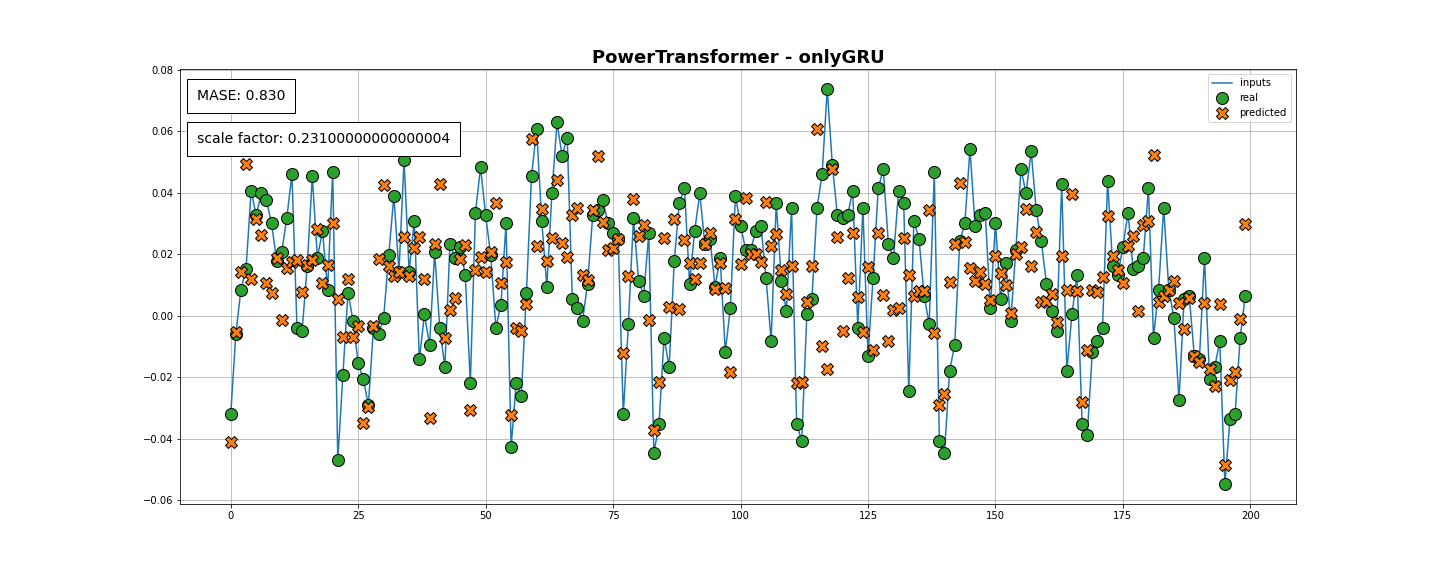 PowerTransformer - onlyGRU
0.08
0.06
0.04
0.02
0.00
−0.02
−0.04
−0.06
MASE: 0.830
scale factor: 0.23100000000000004
inputs
real
predicted
0
25
50
75
100
125
150
175
200